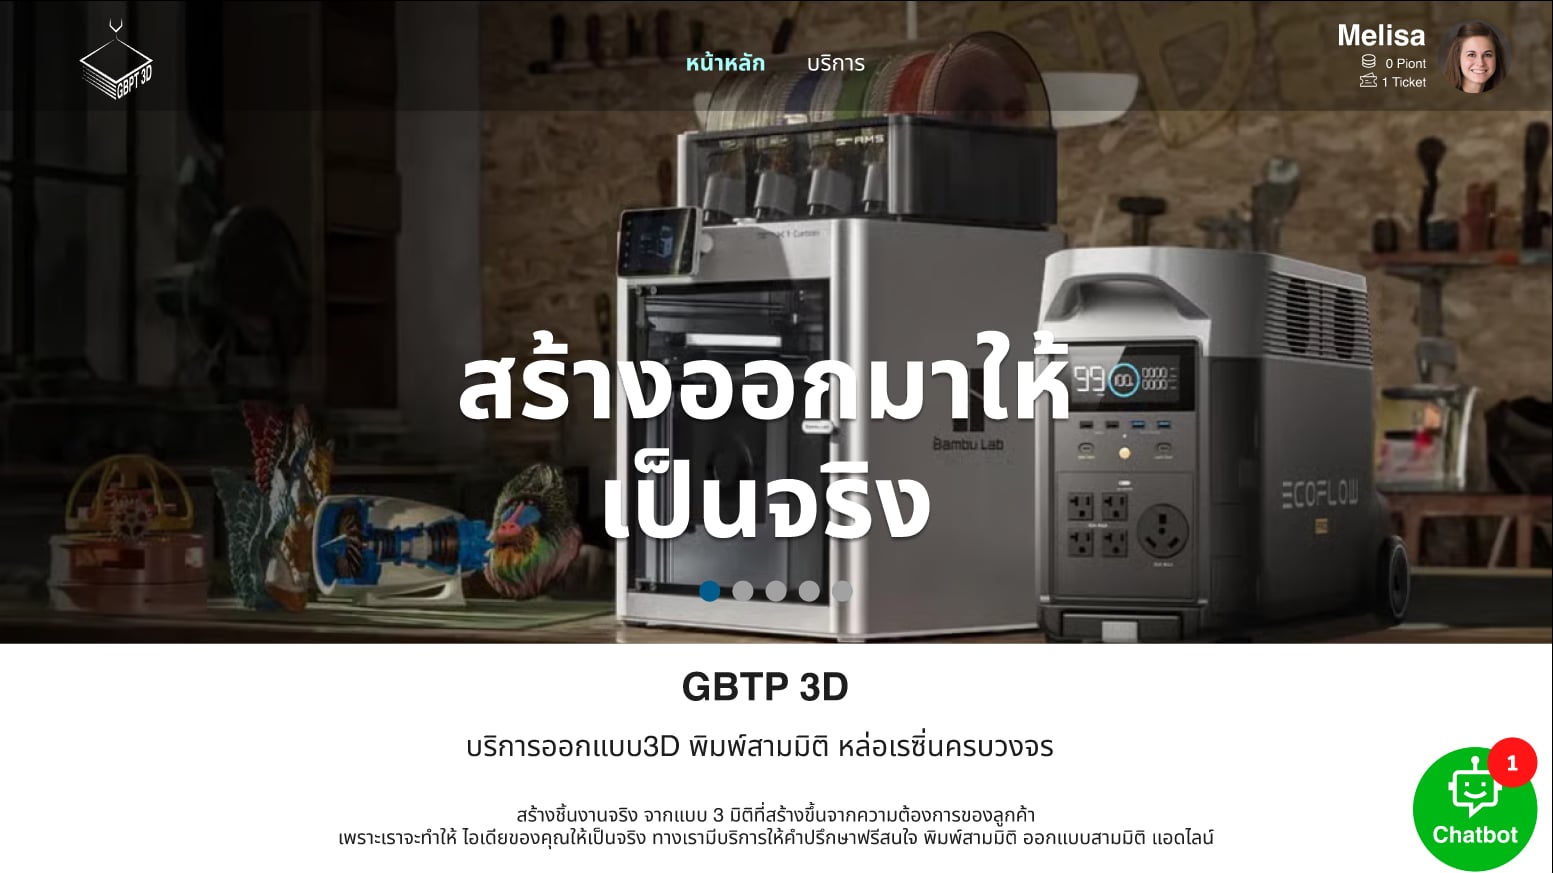 GBPT 3D
หน้าหลัก
บริการ
Melisa
0 Piont
1 Ticket
AMS
X1-Carbon
สร้างออกมาให้
เป็นจริง
Bambu Lab
99
100
ECOFLOW
GBTP 3D
บริการออกแบบ3D พิมพ์สามมิติ หล่อเรซิ่นครบวงจร
สร้างชิ้นงานจริง จากแบบ 3 มิติที่สร้างขึ้นจากความต้องการของลูกค้า
เพราะเราจะทำให้ ไอเดียของคุณให้เป็นจริง ทางเรามีบริการให้คำปรึกษาฟรีสนใจ พิมพ์สามมิติ ออกแบบสามมิติ แอดไลน์
1
Chatbot